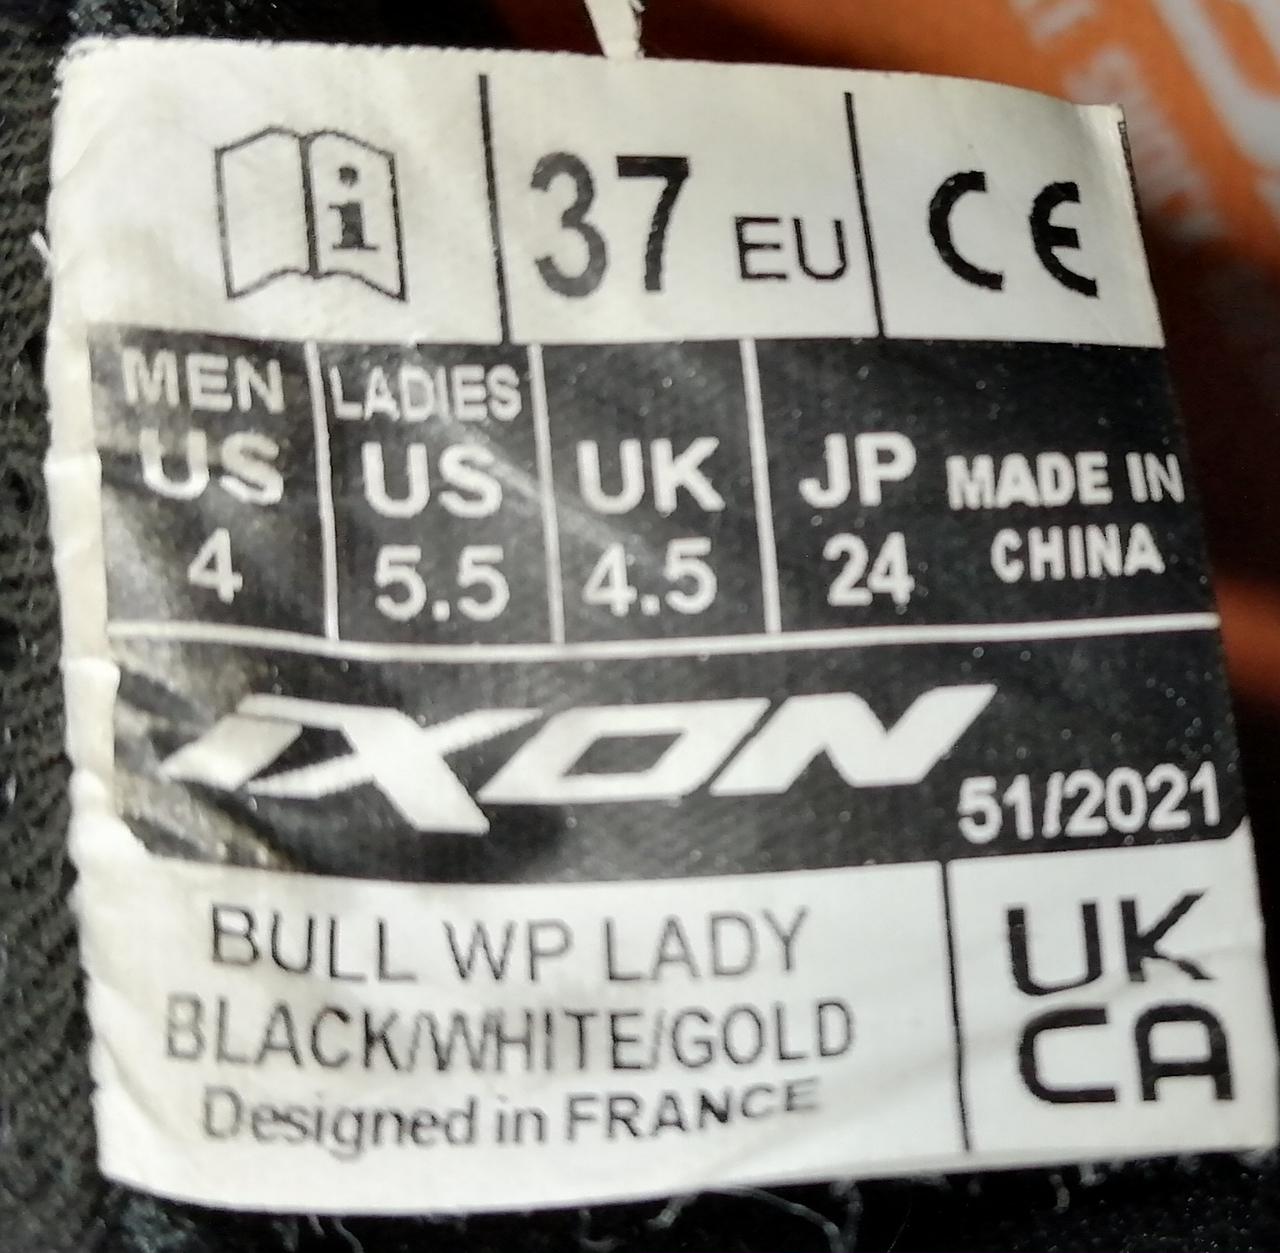 i
37 EU
CE
MEN
US
4
LADIES
US
5.5
UK
4.5
JP
24
MADE IN
CHINA
IXON
51/2021
BULL WP LADY
BLACK/WHITE/GOLD
Designed in FRANCE
UK
CA